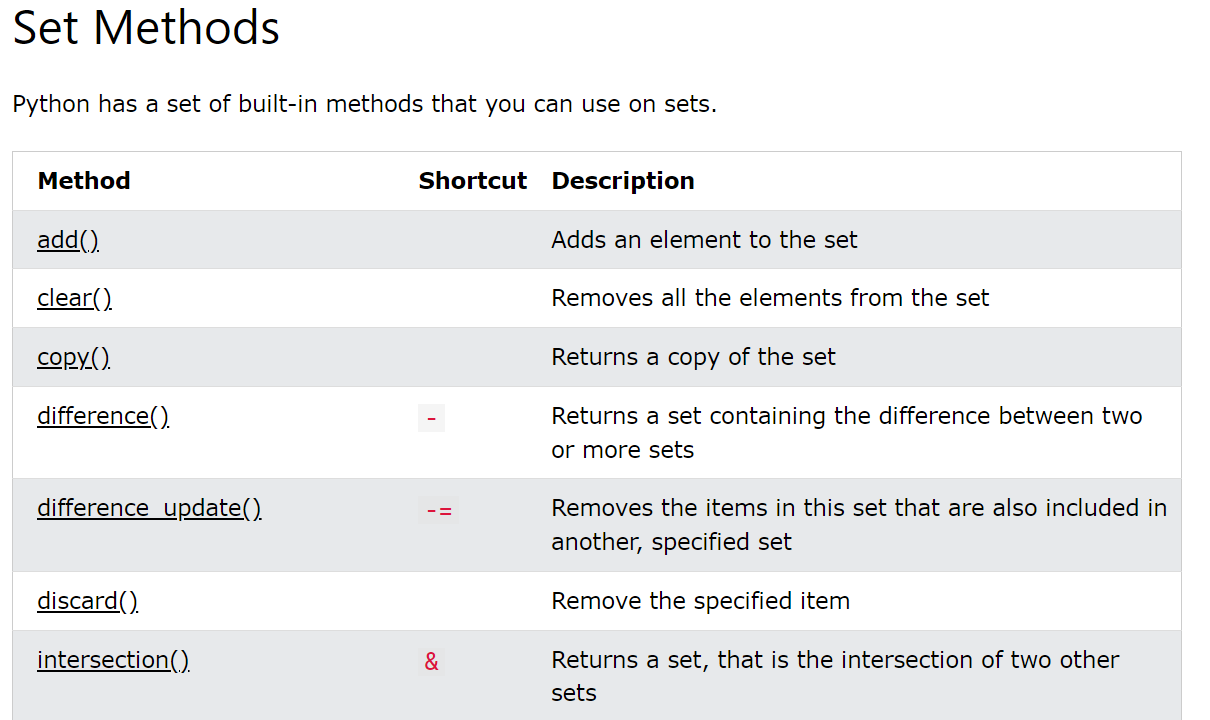 Set Methods
Python has a set of built-in methods that you can use on sets.
Method Shortcut Description
add() Adds an element to the set
clear() Removes all the elements from the set
copy() Returns a copy of the set
difference() - Returns a set containing the difference between two
or more sets
difference_update() -= Removes the items in this set that are also included in
another, specified set
discard() Remove the specified item
intersection() & Returns a set, that is the intersection of two other
sets